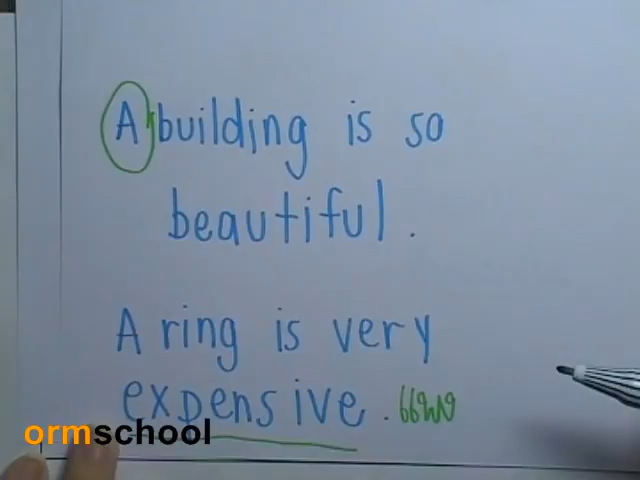 A building is so
beautiful.
A ring is very
expensive. แพง
ormschool